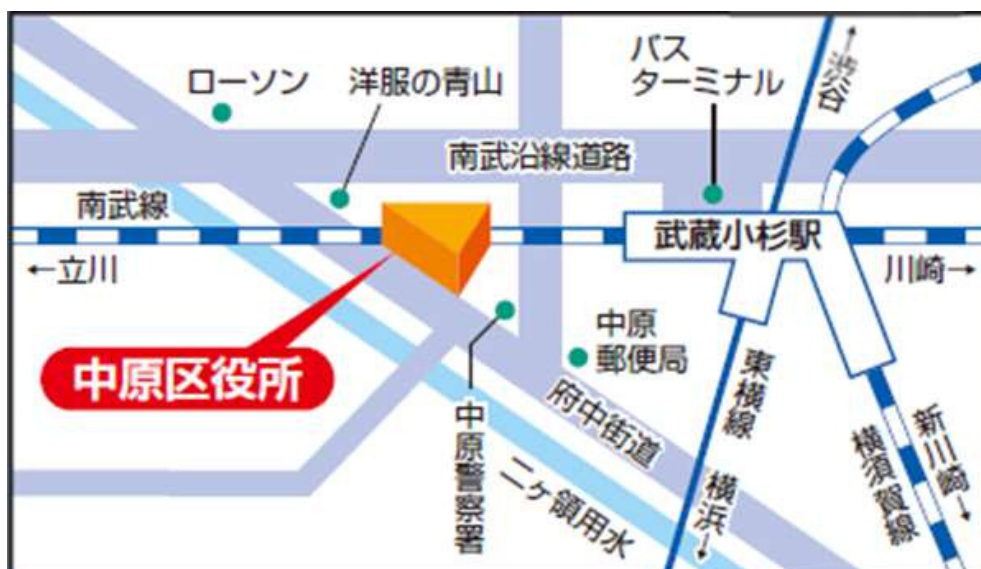 ローソン
洋服の青山
バス
ターミナル
←渋谷
南武沿線道路
南武線
武蔵小杉駅
←立川
川崎→
中原区役所
中原
郵便局
東横線
府中街道
中原警察署
二ヶ領用水
横浜→
横須賀線
新川崎→